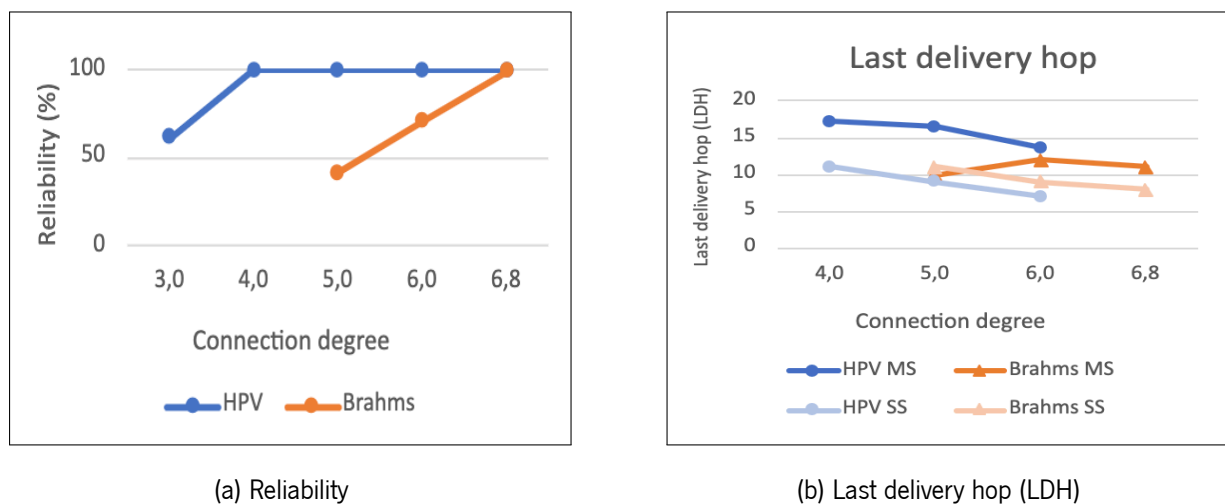 100
50
0
Reliability (%)
3,0 4,0 5,0 6,0 6,8
Connection degree
HPV Brahms
(a) Reliability
Last delivery hop
20
15
10
5
0
Last delivery hop (LDH)
4,0 5,0 6,0 6,8
Connection degree
HPV MS Brahms MS
HPV SS Brahms SS
(b) Last delivery hop (LDH)